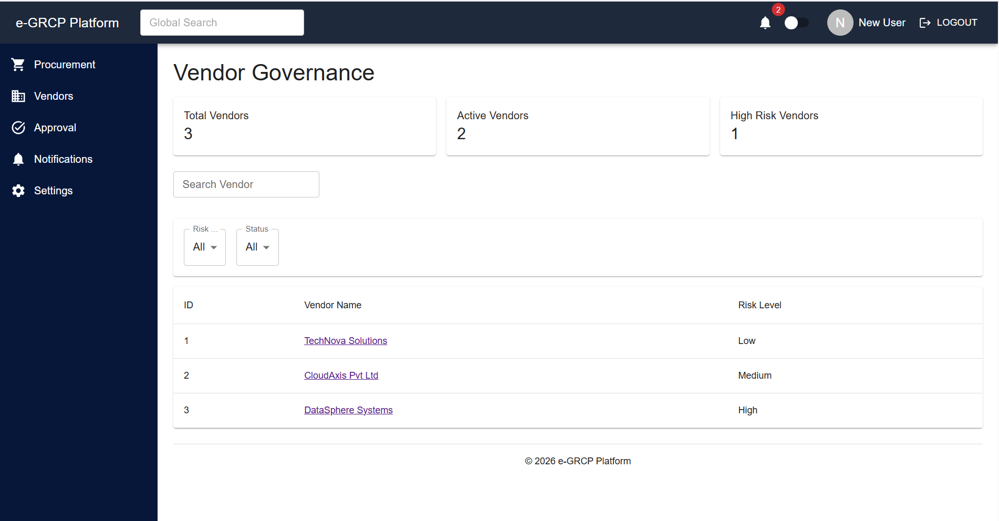 e-GRCP Platform
Global Search
2
N
New User
LOGOUT
Procurement
Vendors
Approval
Notifications
Settings
Vendor Governance
Total Vendors
3
Active Vendors
2
High Risk Vendors
1
Search Vendor
Risk ...
All
Status
All
ID Vendor Name Risk Level
1 TechNova Solutions Low
2 CloudAxis Pvt Ltd Medium
3 DataSphere Systems High
© 2026 e-GRCP Platform